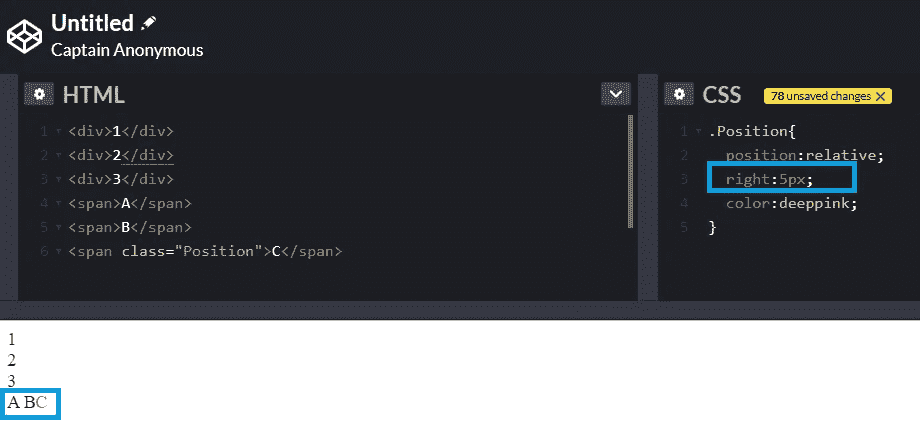 Untitled
Captain Anonymous
HTML
1 <div>1</div>
2 <div>2</div>
3 <div>3</div>
4 <span>A</span>
5 <span>B</span>
6 <span class="Position">C</span>
CSS 78 unsaved changes X
1 .Position{
2 position:relative;
3 right:5px;
4 color:deeppink;
5 }
1
2
3
A BC